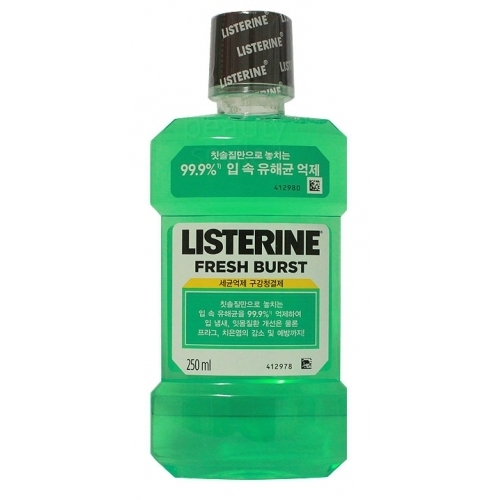 LISTERINE®
LISTERINE®
beauty
칫솔질만으로 놓치는
99.9%¹⁾ 입 속 유해균 억제
412980
LISTERINE®
FRESH BURST
세균억제 구강청결제
칫솔질만으로 놓치는
입 속 유해균을 99.9%¹⁾ 억제하여
입 냄새, 잇몸질환 개선은 물론
프라그, 치은염의 감소 및 예방까지!
250 ml
412978